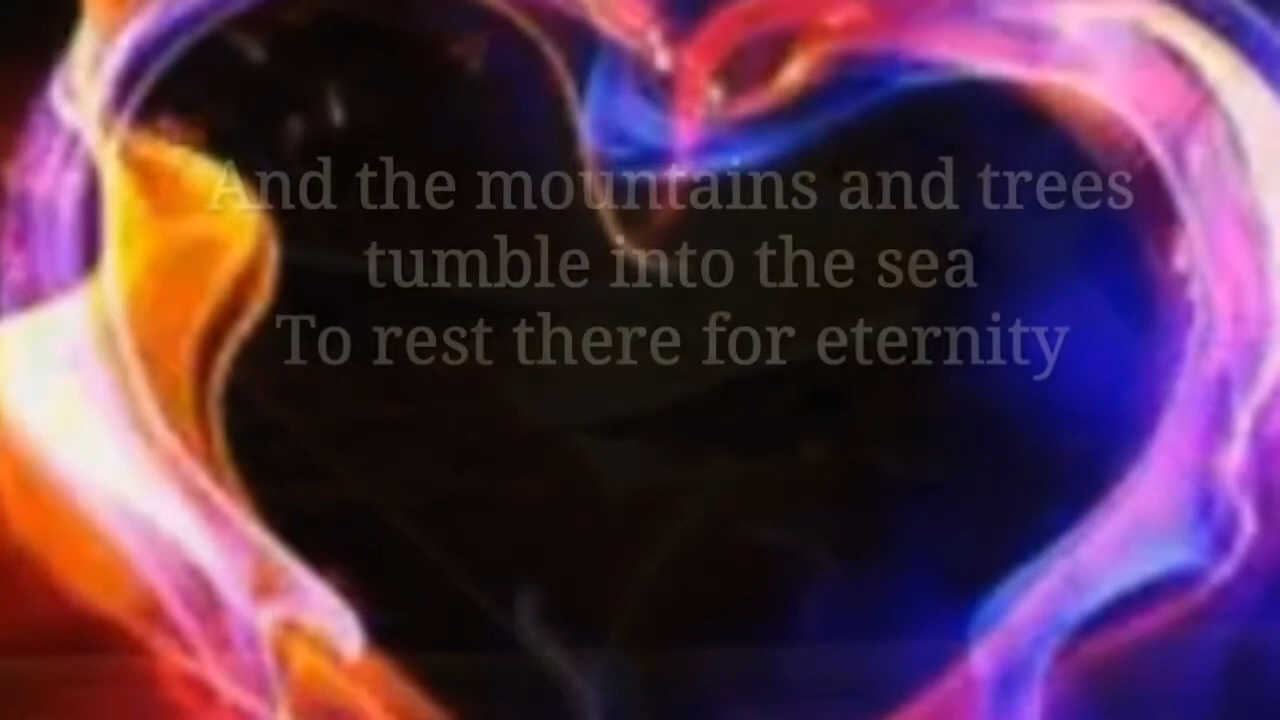 And the mountains and trees
tumble into the sea
To rest there for eternity